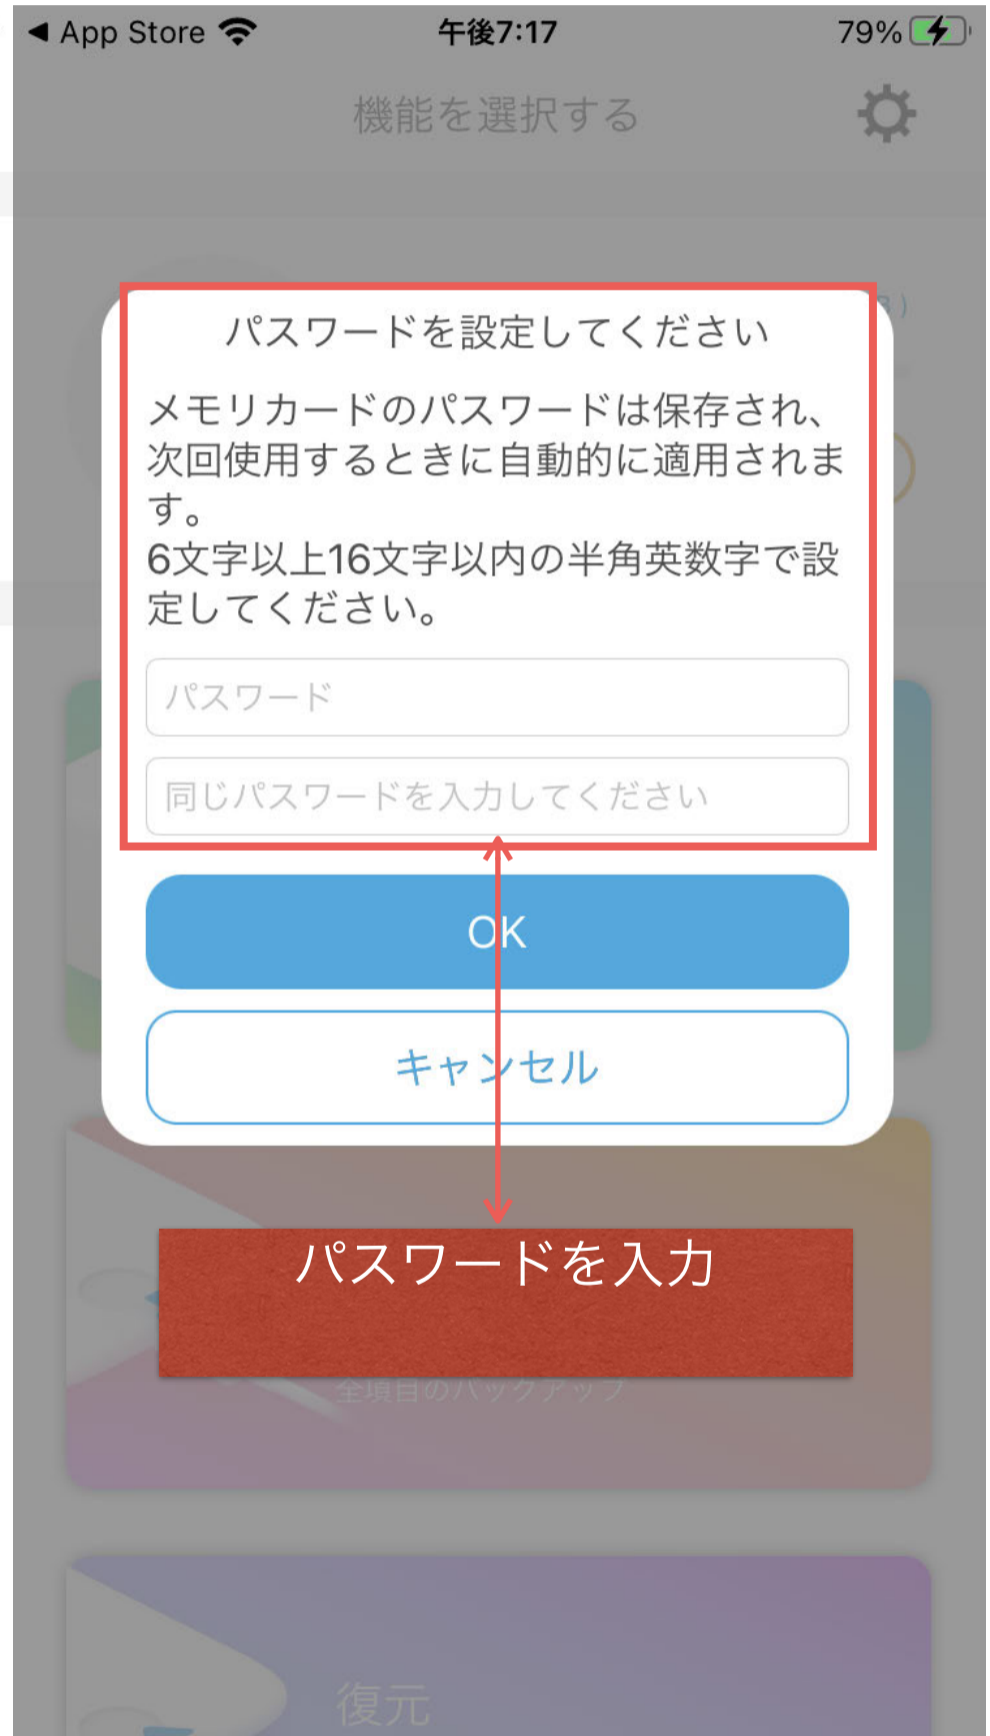 ◀ App Store
午後7:17
79%
機能を選択する
B )
パスワードを設定してください
メモリカードのパスワードは保存され、
次回使用するときに自動的に適用されま
す。
6文字以上16文字以内の半角英数字で設
定してください。
パスワード
同じパスワードを入力してください
OK
キャンセル
パスワードを入力
全項目のバックアップ
復元